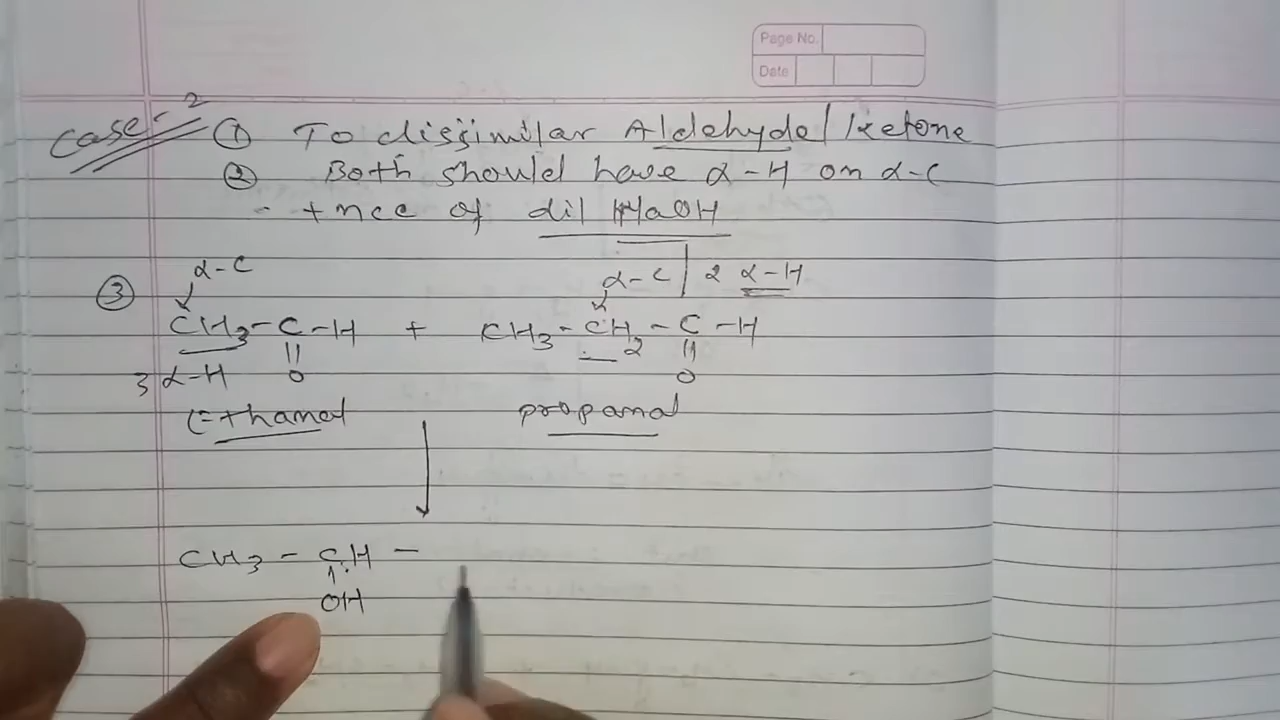 Page No.
Date
Case - 2
① To dissimilar Aldehyde/ketone
② Both should have α-H on α-C
- +nce of dil NaOH
③ α-C
α-C | 2 α-H
CH3-C-H + CH3-CH2-C-H
3 α-H || O || O
Ethanal propanal
CH3 - CH -
OH